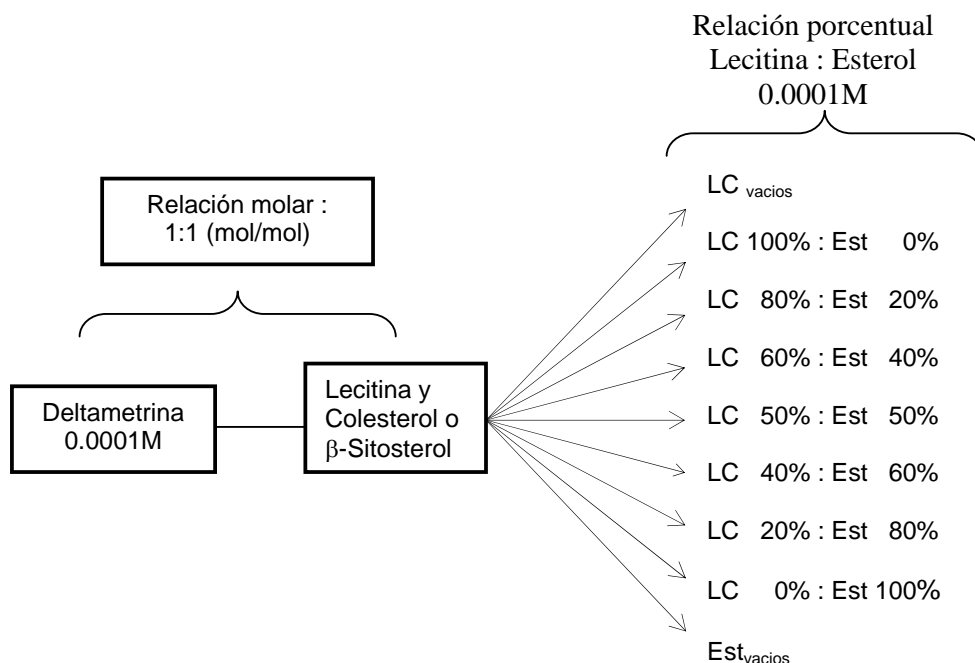 Relación porcentual
Lecitina : Esterol
0.0001M
Relación molar :
1:1 (mol/mol)
Deltametrina
0.0001M
Lecitina y
Colesterol o
β-Sitosterol
LC vacios
LC 100% : Est 0%
LC 80% : Est 20%
LC 60% : Est 40%
LC 50% : Est 50%
LC 40% : Est 60%
LC 20% : Est 80%
LC 0% : Est 100%
Estvacios